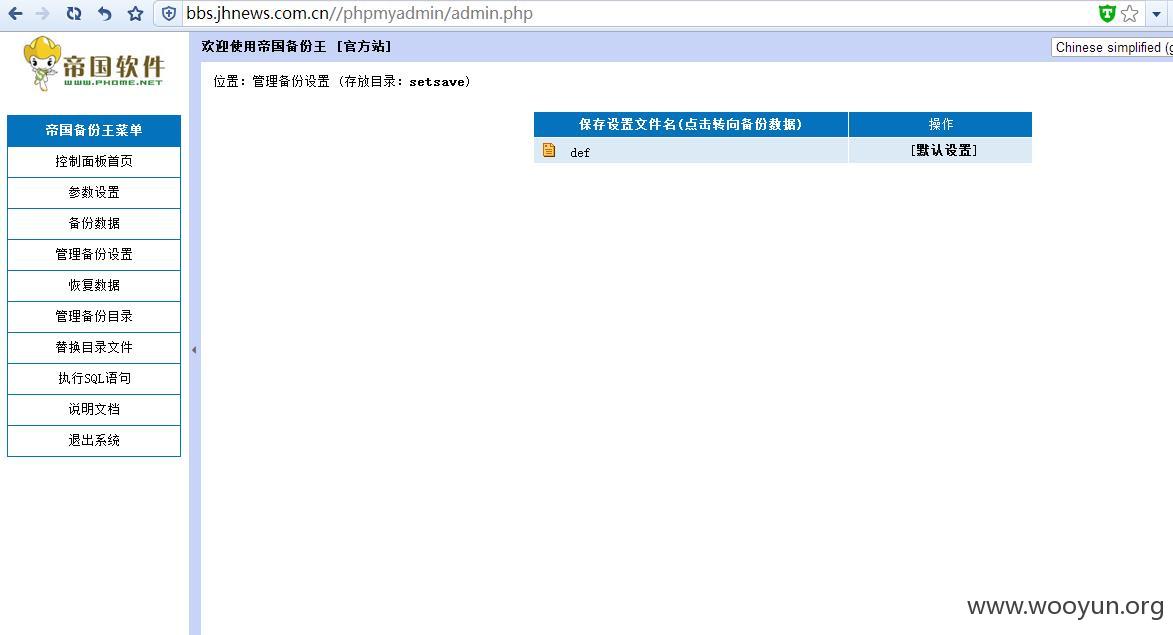 bbs.jhnews.com.cn//phpmyadmin/admin.php
帝国软件
WWW.PHOME.NET
欢迎使用帝国备份王 [官方站]
Chinese simplified (g
位置：管理备份设置 (存放目录：setsave)
帝国备份王菜单
控制面板首页
参数设置
备份数据
管理备份设置
恢复数据
管理备份目录
替换目录文件
执行SQL语句
说明文档
退出系统
保存设置文件名(点击转向备份数据) 操作
def [默认设置]
www.wooyun.org